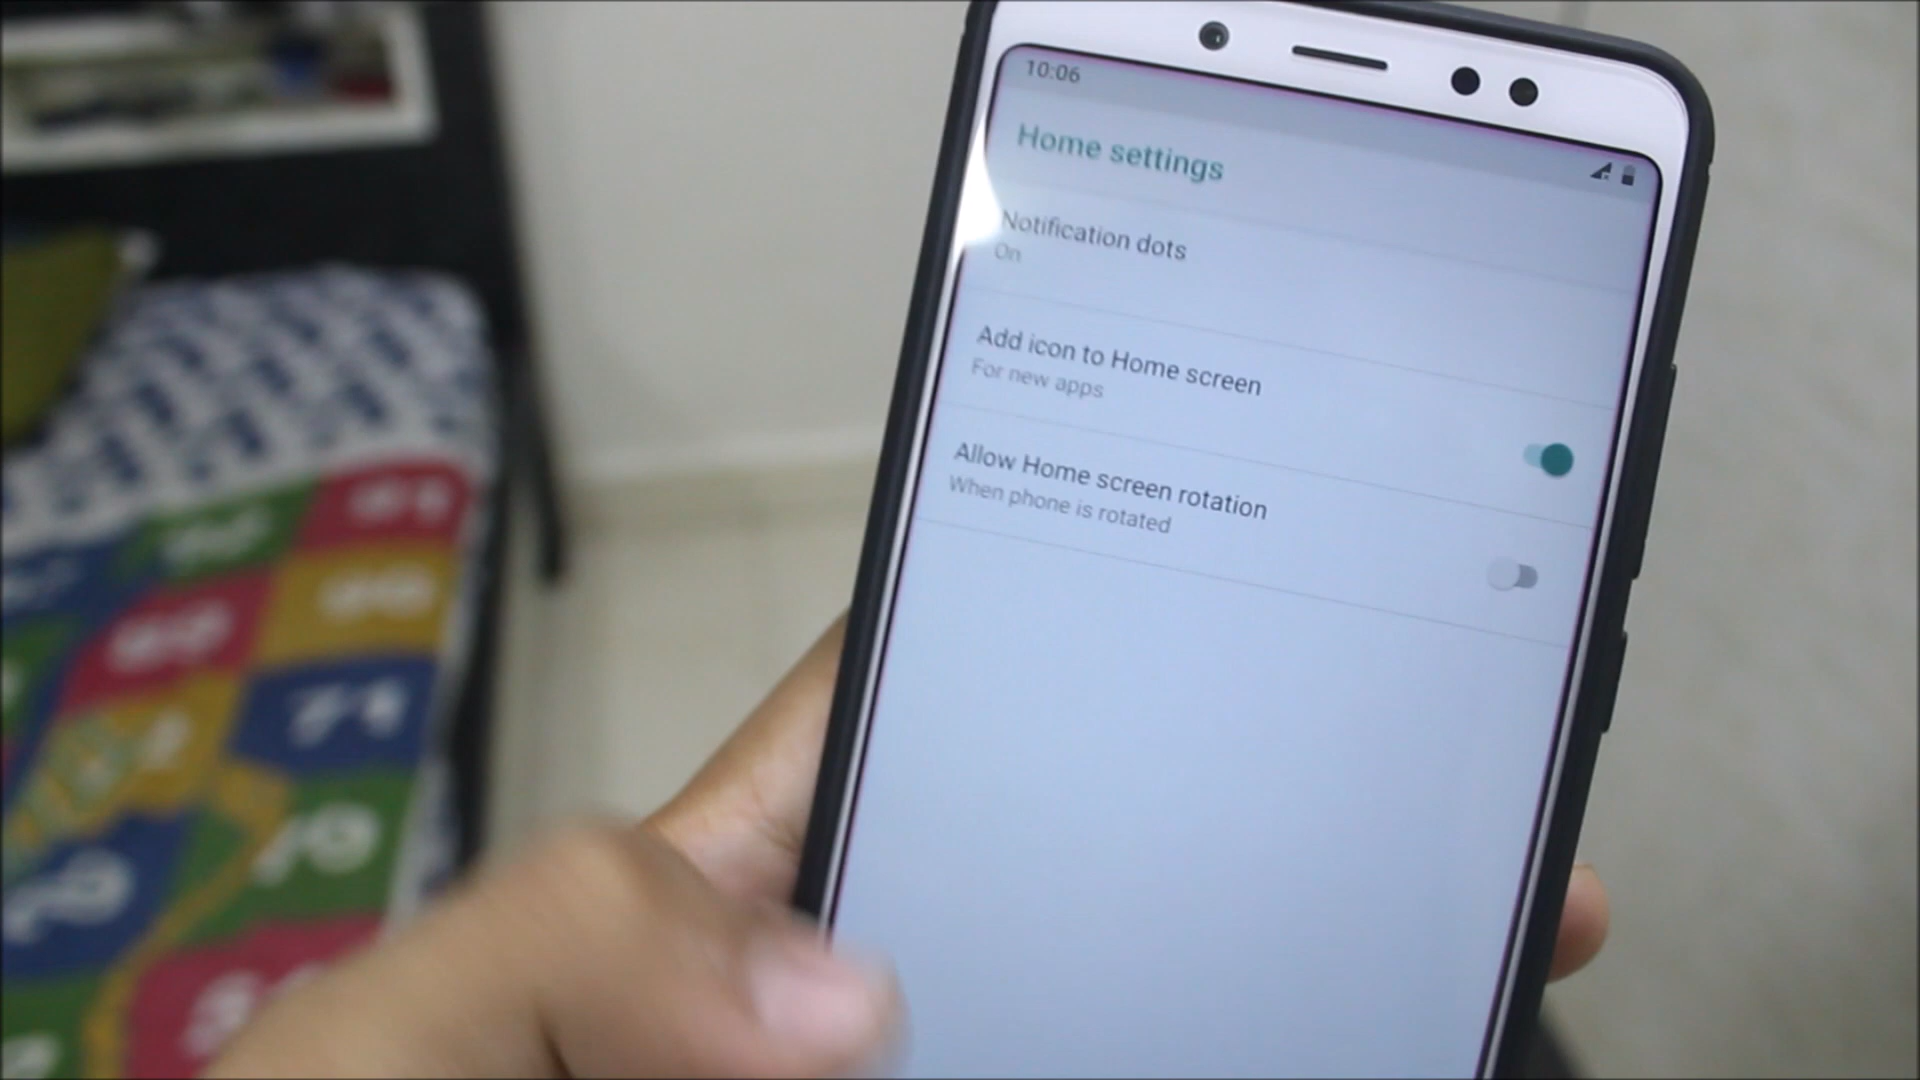 10:06
Home settings
Notification dots
On
Add icon to Home screen
For new apps
Allow Home screen rotation
When phone is rotated
71